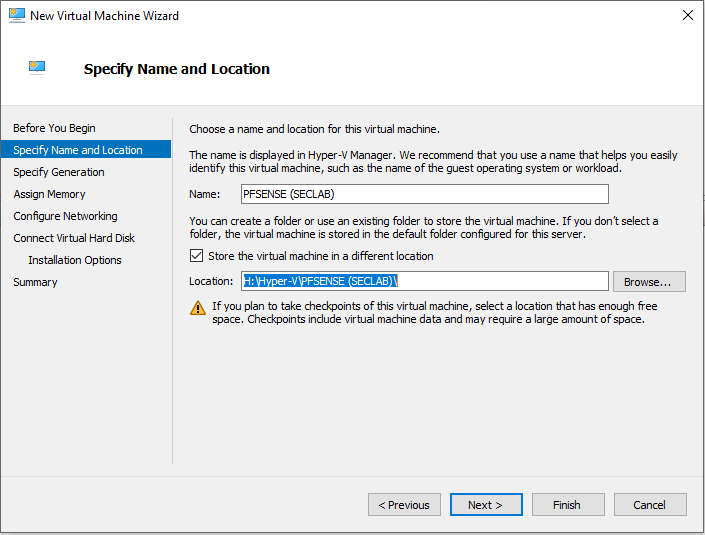 New Virtual Machine Wizard
Specify Name and Location
Before You Begin
Specify Name and Location
Specify Generation
Assign Memory
Configure Networking
Connect Virtual Hard Disk
Installation Options
Summary
Choose a name and location for this virtual machine.
The name is displayed in Hyper-V Manager. We recommend that you use a name that helps you easily
identify this virtual machine, such as the name of the guest operating system or workload.
Name: PFSENSE (SECLAB)
You can create a folder or use an existing folder to store the virtual machine. If you don't select a
folder, the virtual machine is stored in the default folder configured for this server.
Store the virtual machine in a different location
Location: H:\Hyper-V\PFSENSE (SECLAB)\ Browse...
If you plan to take checkpoints of this virtual machine, select a location that has enough free
space. Checkpoints include virtual machine data and may require a large amount of space.
< Previous Next > Finish Cancel